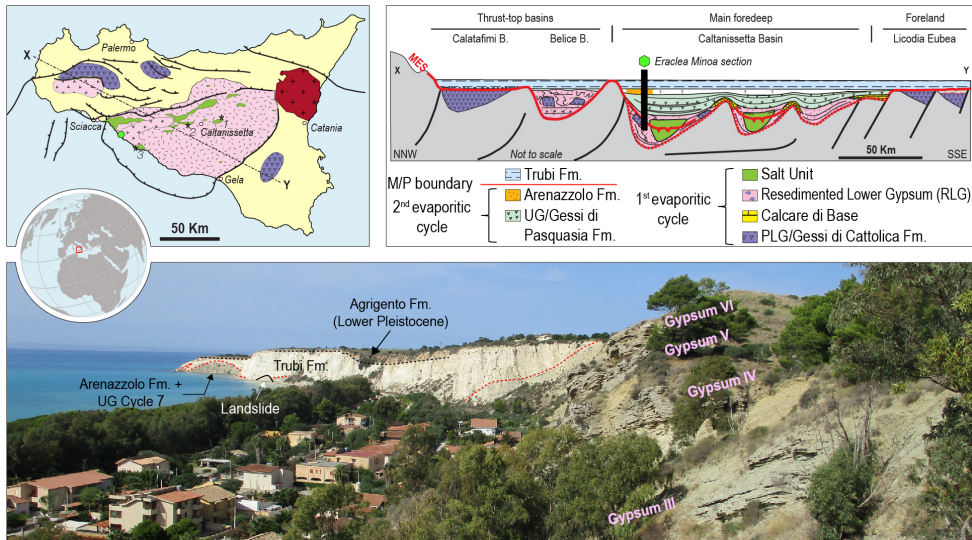 X
Palermo
Sciacca
1
2
Caltanissetta
Catania
3
Gela
Y
50 Km
Thrust-top basins
Main foredeep
Foreland
Calatafimi B.
Belice B.
Caltanissetta Basin
Licodia Eubea
MES
Eraclea Minoa section
X
Y
NNW
Not to scale
50 Km
SSE
Trubi Fm.
M/P boundary
2nd evaporitic
cycle
Arenazzolo Fm.
UG/Gessi di
Pasquasia Fm.
1st evaporitic
cycle
Salt Unit
Resedimented Lower Gypsum (RLG)
Calcare di Base
PLG/Gessi di Cattolica Fm.
Agrigento Fm.
(Lower Pleistocene)
Trubi Fm.
Arenazzolo Fm. +
UG Cycle 7
Landslide
Gypsum VI
Gypsum V
Gypsum IV
Gypsum III